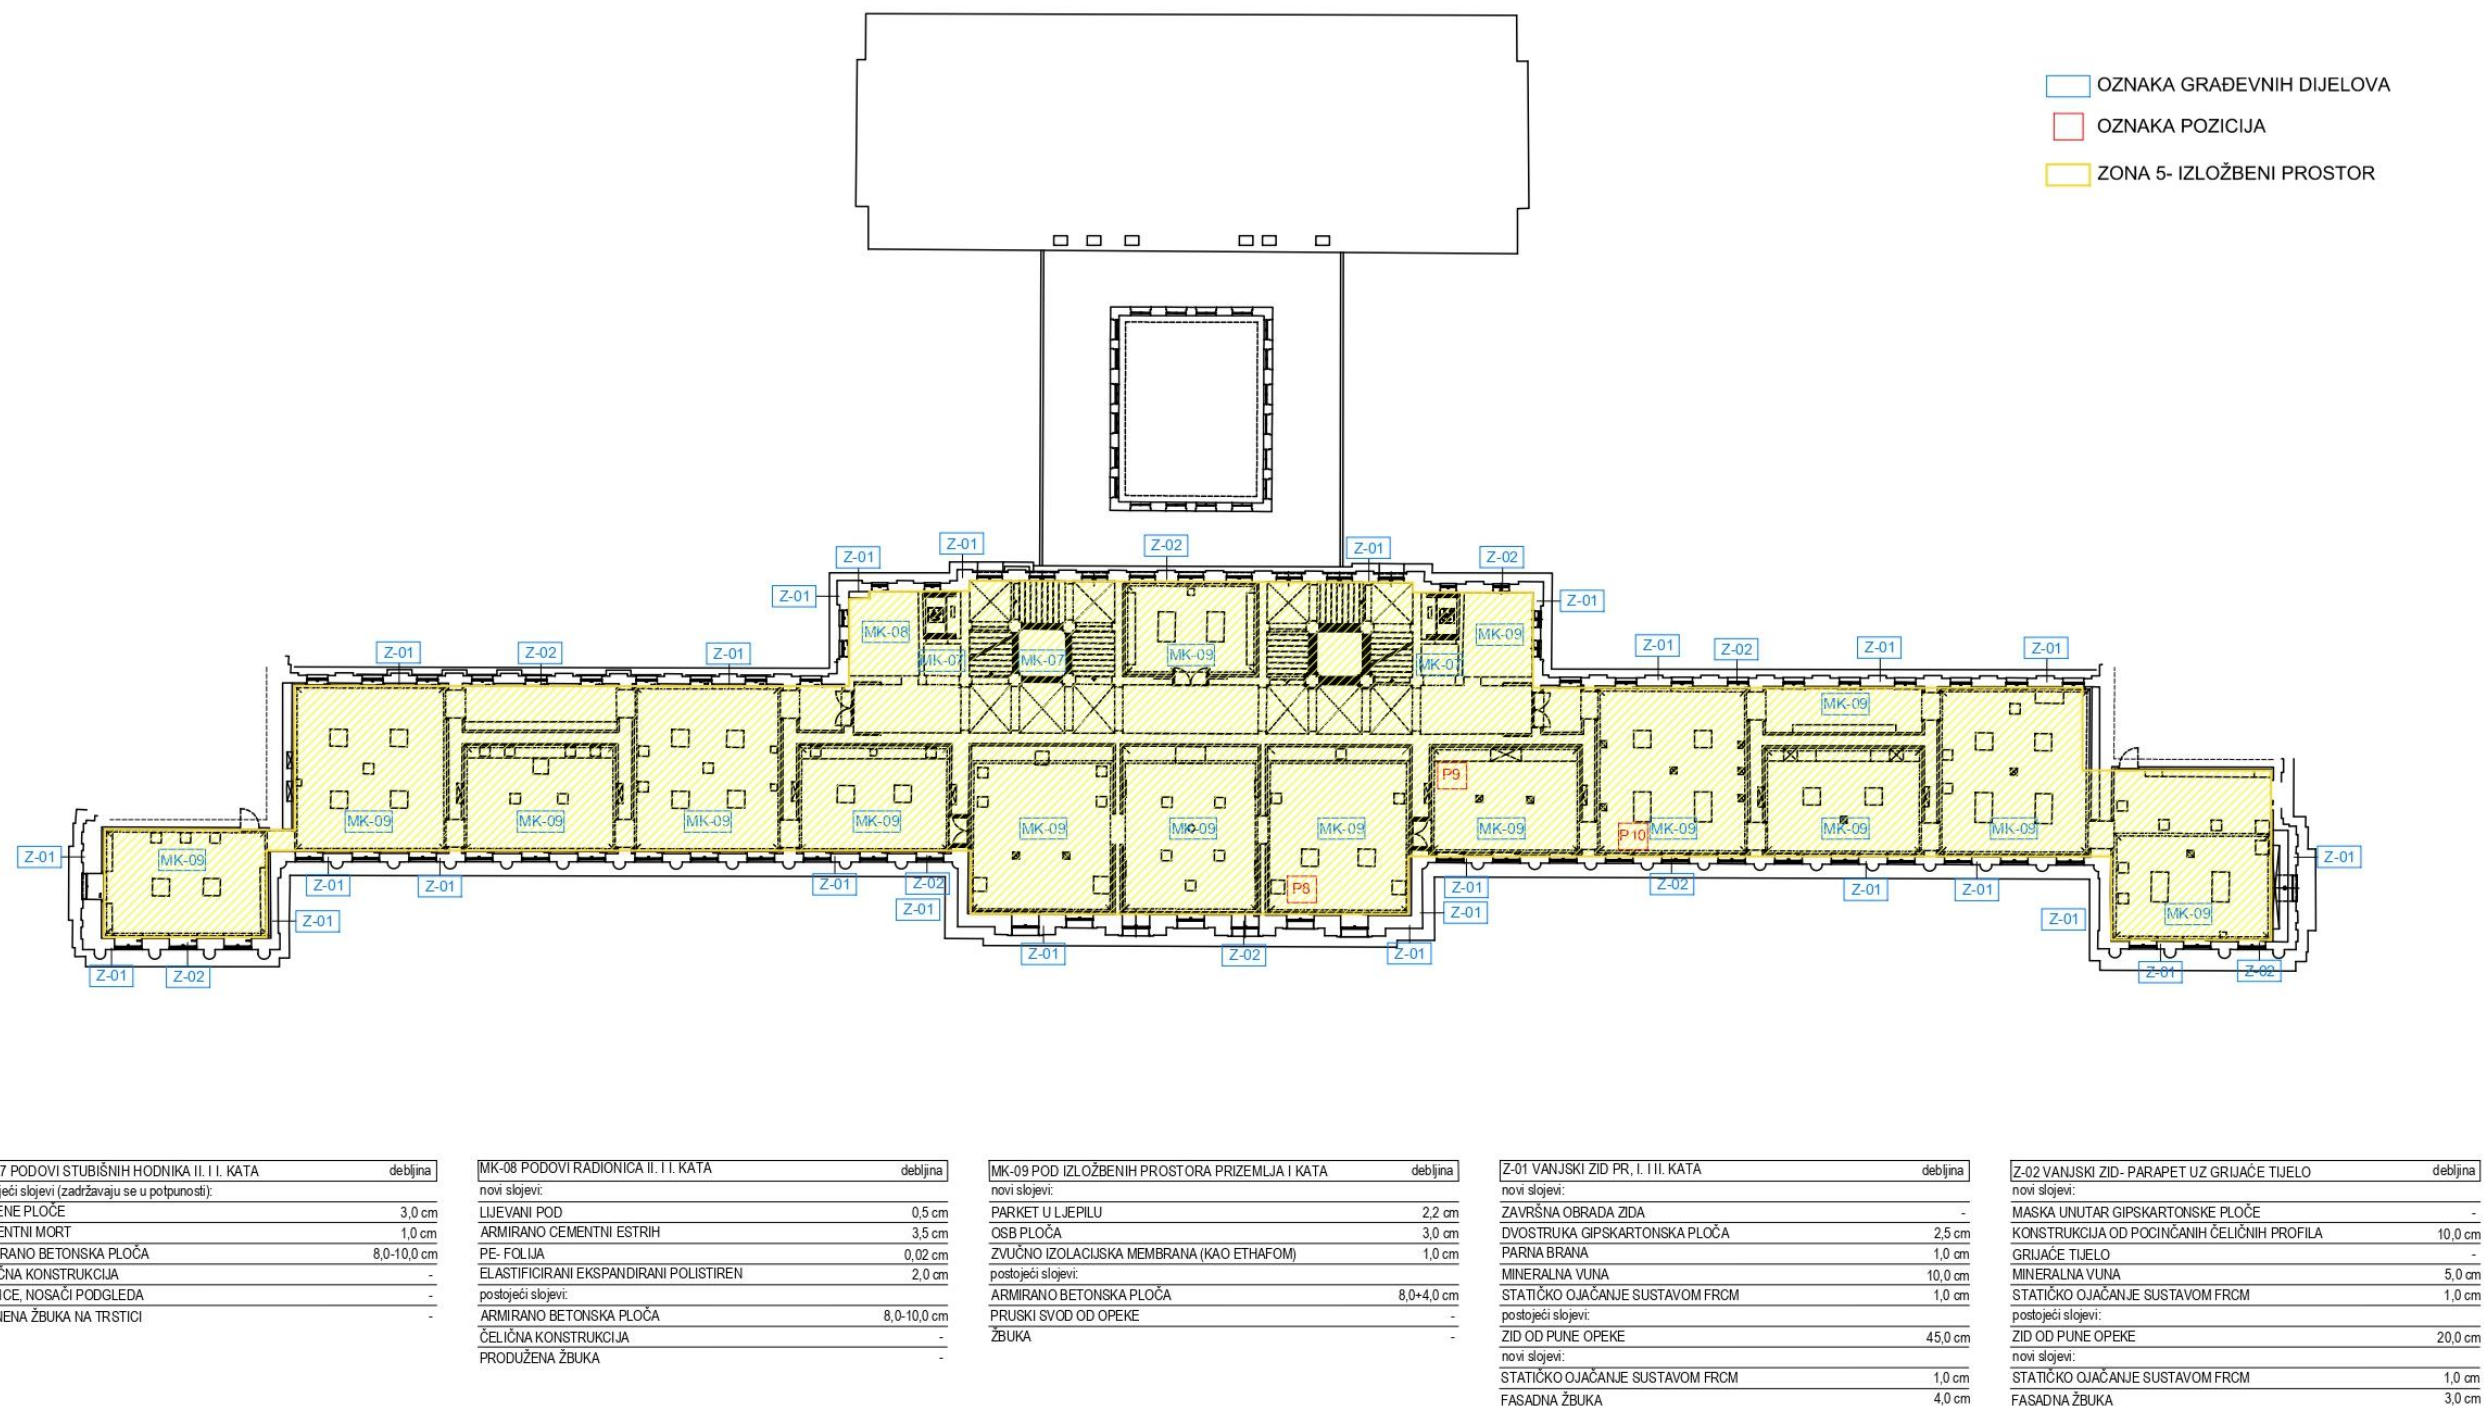 OZNAKA GRAĐEVNIH DIJELOVA
OZNAKA POZICIJA
ZONA 5- IZLOŽBENI PROSTOR
Z-01 Z-02 Z-01
Z-01 Z-02
Z-01 Z-01
MK-08 MK-09
Z-01 Z-02
Z-01 Z-02 Z-01 Z-01 Z-02 Z-01 Z-01
MK-07 MK-07 MK-09 MK-07
MK-09
P9
MK-09 MK-09 MK-09 MK-09 MK-09 MK-09 MK-09 MK-09 P10 MK-09 MK-09 MK-09
Z-01 MK-09 Z-01
Z-01 Z-01 Z-01 Z-02 P8 Z-01 Z-02 Z-01 Z-01
Z-01 Z-01 Z-01 Z-01 MK-09
Z-01 Z-02 Z-01
Z-01 Z-02 Z-01 Z-02
7 PODOVI STUBIŠNIH HODNIKA II. I I. KATA debljina
jeći slojevi (zadržavaju se u potpunosti):
ENE PLOČE 3,0 cm
ENTNI MORT 1,0 cm
RANO BETONSKA PLOČA 8,0-10,0 cm
ČNA KONSTRUKCIJA -
ICE, NOSAČI PODGLEDA -
NENA ŽBUKA NA TRSTICI -
MK-08 PODOVI RADIONICA II. I I. KATA debljina
novi slojevi:
LIJEVANI POD 0,5 cm
ARMIRANO CEMENTNI ESTRIH 3,5 cm
PE- FOLIJA 0,02 cm
ELASTIFICIRANI EKSPANDIRANI POLISTIREN 2,0 cm
postojeći slojevi:
ARMIRANO BETONSKA PLOČA 8,0-10,0 cm
ČELIČNA KONSTRUKCIJA -
PRODUŽENA ŽBUKA -
MK-09 POD IZLOŽBENIH PROSTORA PRIZEMLJA I KATA debljina
novi slojevi:
PARKET U LJEPILU 2,2 cm
OSB PLOČA 3,0 cm
ZVUČNO IZOLACIJSKA MEMBRANA (KAO ETHAFOM) 1,0 cm
postojeći slojevi:
ARMIRANO BETONSKA PLOČA 8,0+4,0 cm
PRUSKI SVOD OD OPEKE -
ŽBUKA -
Z-01 VANJSKI ZID PR, I. I II. KATA debljina
novi slojevi:
ZAVRŠNA OBRADA ZIDA -
DVOSTRUKA GIPSKARTONSKA PLOČA 2,5 cm
PARNA BRANA 1,0 cm
MINERALNA VUNA 10,0 cm
STATIČKO OJAČANJE SUSTAVOM FRCM 1,0 cm
postojeći slojevi:
ZID OD PUNE OPEKE 45,0 cm
novi slojevi:
STATIČKO OJAČANJE SUSTAVOM FRCM 1,0 cm
FASADNA ŽBUKA 4,0 cm
Z-02 VANJSKI ZID- PARAPET UZ GRIJAĆE TIJELO debljina
novi slojevi:
MASKA UNUTAR GIPSKARTONSKE PLOČE -
KONSTRUKCIJA OD POCINČANIH ČELIČNIH PROFILA 10,0 cm
GRIJAĆE TIJELO -
MINERALNA VUNA 5,0 cm
STATIČKO OJAČANJE SUSTAVOM FRCM 1,0 cm
postojeći slojevi:
ZID OD PUNE OPEKE 20,0 cm
novi slojevi:
STATIČKO OJAČANJE SUSTAVOM FRCM 1,0 cm
FASADNA ŽBUKA 3,0 cm